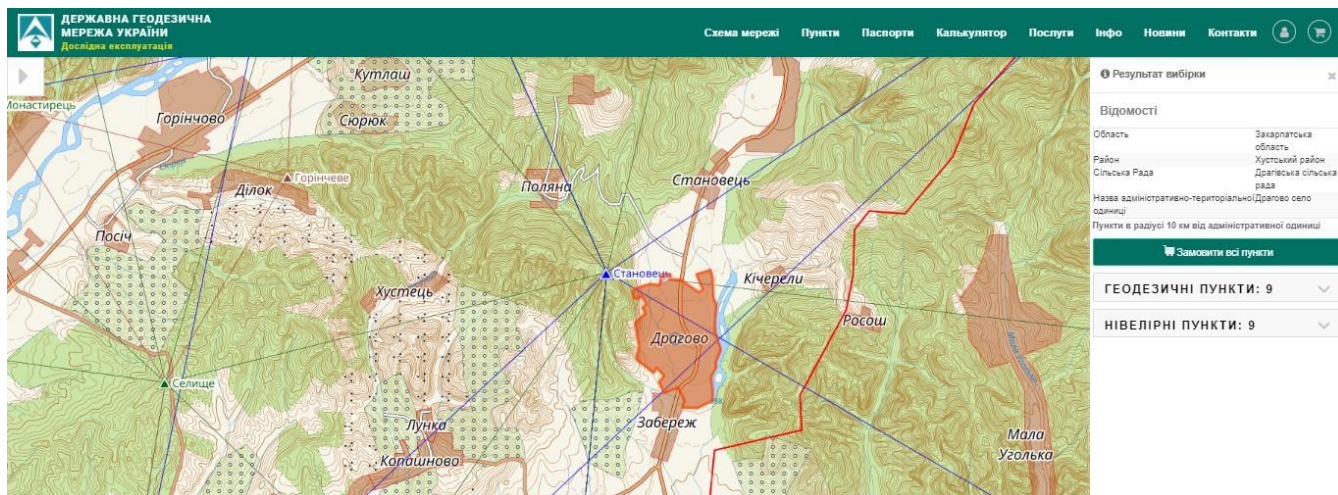 ДЕРЖАВНА ГЕОДЕЗИЧНА
МЕРЕЖА УКРАЇНИ
Дослідна експлуатація
Схема мережі Пункти Паспорти Калькулятор Послуги Інфо Новини Контакти
Кутлаш
Монастирець
Горінчово
Сюрюк
Горінчеве
Ділок
Поляна
Становець
Посіч
Становець
Кічерели
Хустець
Росош
Драгово
Мала Уголька
Селище
Лунка
Забереж
Копашново
Мала
Уголька
Результат вибірки
Відомості
Область Закарпатська
область
Район Хустський район
Сільська Рада Драгівська сільська
рада
Назва адміністративно-територіальної Драгово село
одиниці
Пункти в радіусі 10 км від адміністративної одиниці
Замовити всі пункти
ГЕОДЕЗИЧНІ ПУНКТИ: 9
НІВЕЛІРНІ ПУНКТИ: 9